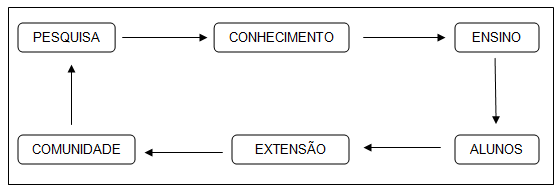 PESQUISA
CONHECIMENTO
ENSINO
COMUNIDADE
EXTENSÃO
ALUNOS